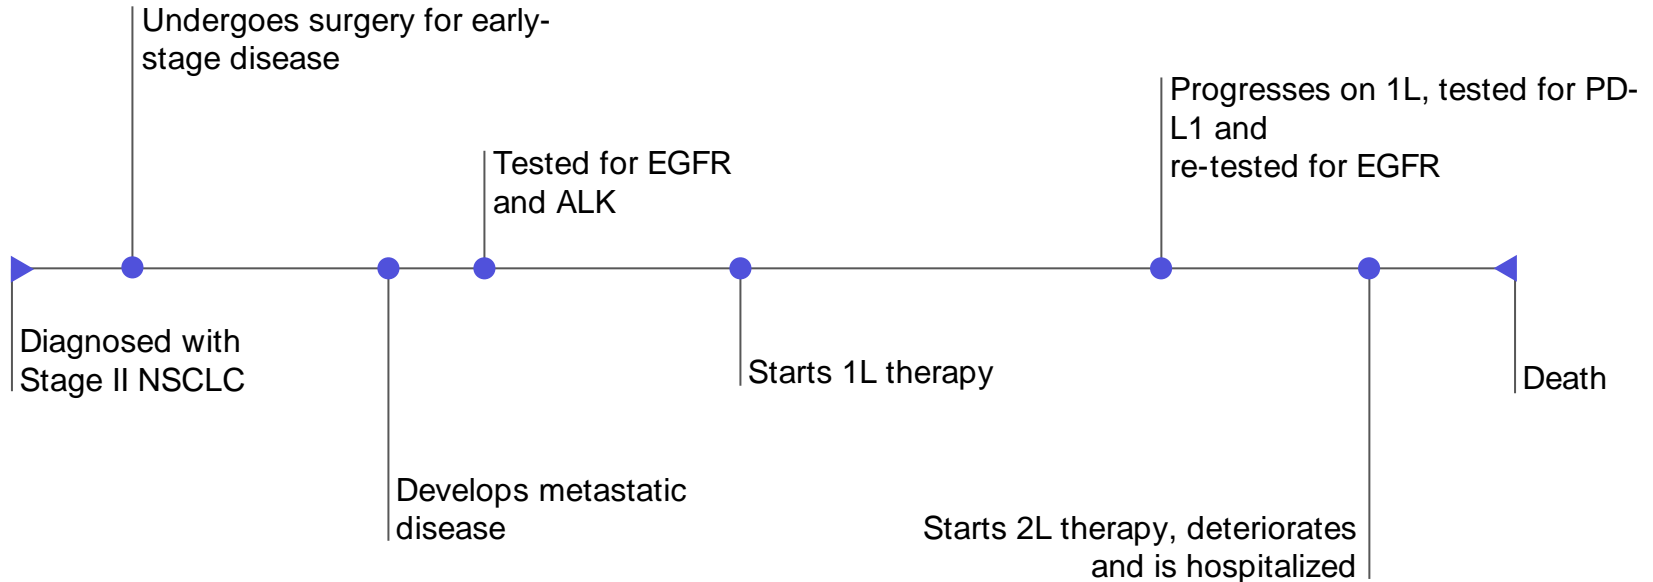 Undergoes surgery for early-
stage disease
Progresses on 1L, tested for PD-
L1 and
re-tested for EGFR
Tested for EGFR
and ALK
Diagnosed with
Stage II NSCLC
Starts 1L therapy
Death
Develops metastatic
disease
Starts 2L therapy, deteriorates
and is hospitalized